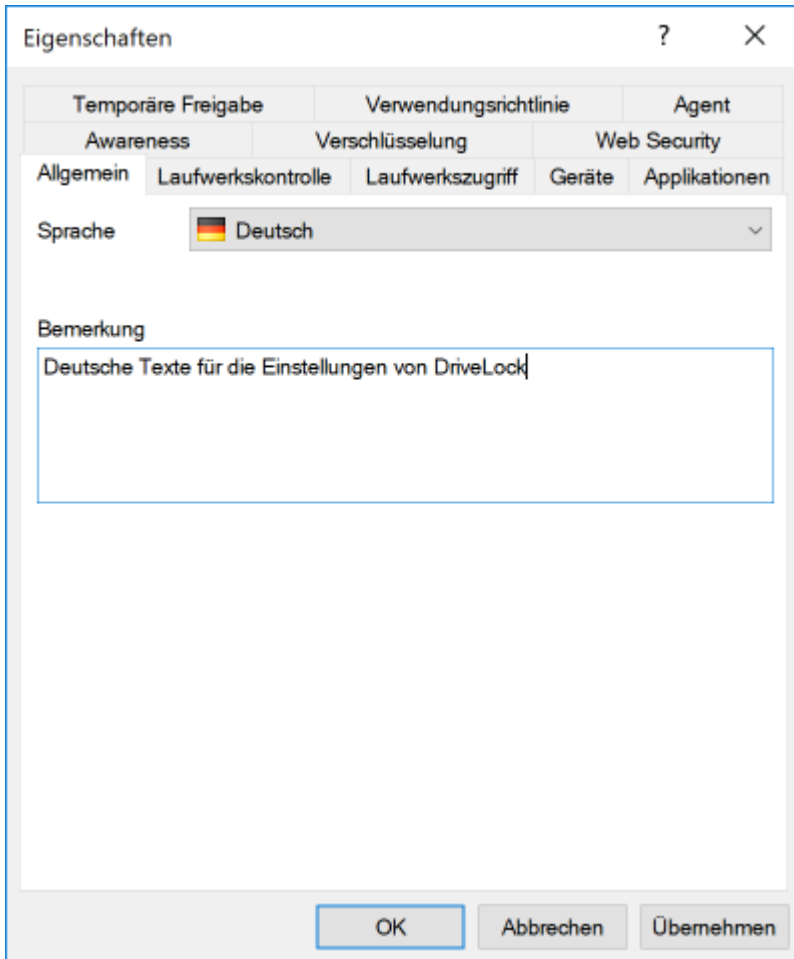 Eigenschaften ?
Temporäre Freigabe Verwendungsrichtlinie Agent
Awareness Verschlüsselung Web Security
Allgemein Laufwerkskontrolle Laufwerkszugriff Geräte Applikationen
Sprache Deutsch
Bemerkung
Deutsche Texte für die Einstellungen von DriveLock
OK Abbrechen Übernehmen